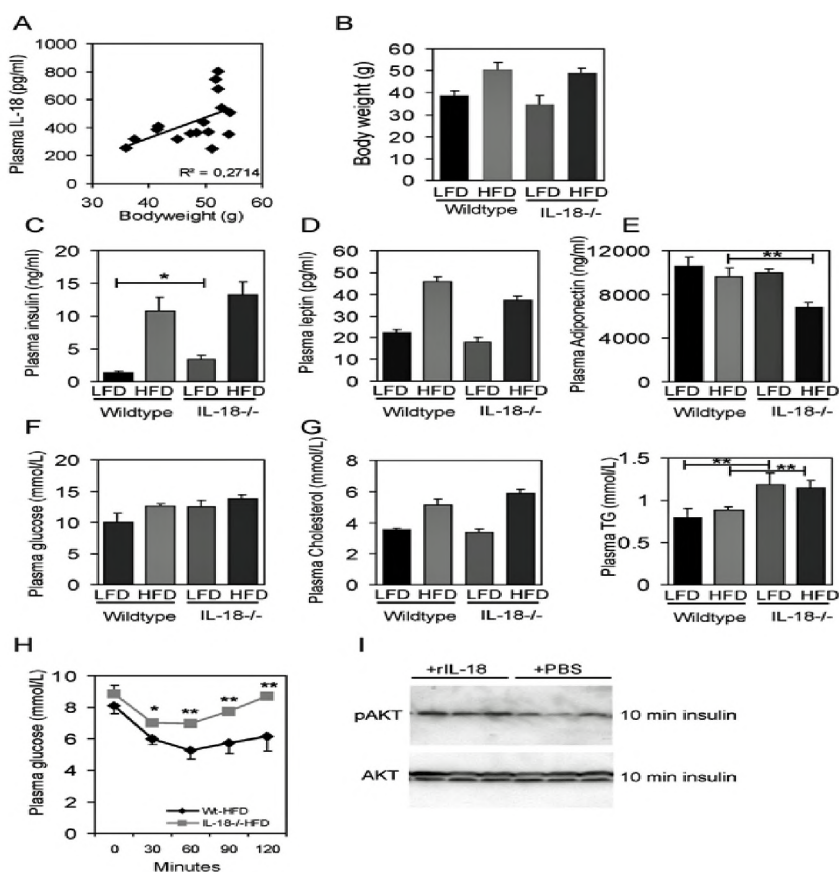 A
Plasma IL-18 (pg/ml)
1000
800
600
400
200
0
30 40 50 60
R² = 0,2714
Bodyweight (g)
B
Body weight (g)
60
50
40
30
20
10
0
LFD HFD LFD HFD
Wildtype IL-18-/-
C
Plasma insulin (ng/ml)
20
15
10
5
0
*
LFD HFD LFD HFD
Wildtype IL-18-/-
D
Plasma leptin (pg/ml)
60
50
40
30
20
10
0
LFD HFD LFD HFD
Wildtype IL-18-/-
E
Plasma Adiponectin (ng/ml)
12000
8000
4000
0
**
LFD HFD LFD HFD
Wildtype IL-18-/-
F
Plasma glucose (mmol/L)
20
15
10
5
0
LFD HFD LFD HFD
Wildtype IL-18-/-
G
Plasma Cholesterol (mmol/L)
8
6
4
2
0
LFD HFD LFD HFD
Wildtype IL-18-/-
Plasma TG (mmol/L)
1.5
1
0.5
0
** **
LFD HFD LFD HFD
Wildtype IL-18-/-
H
Plasma glucose (mmol/L)
10
8
6
4
2
0
* ** ** **
Wt-HFD
IL-18-/-HFD
0 30 60 90 120
Minutes
I
+rIL-18 +PBS
pAKT 10 min insulin
AKT 10 min insulin